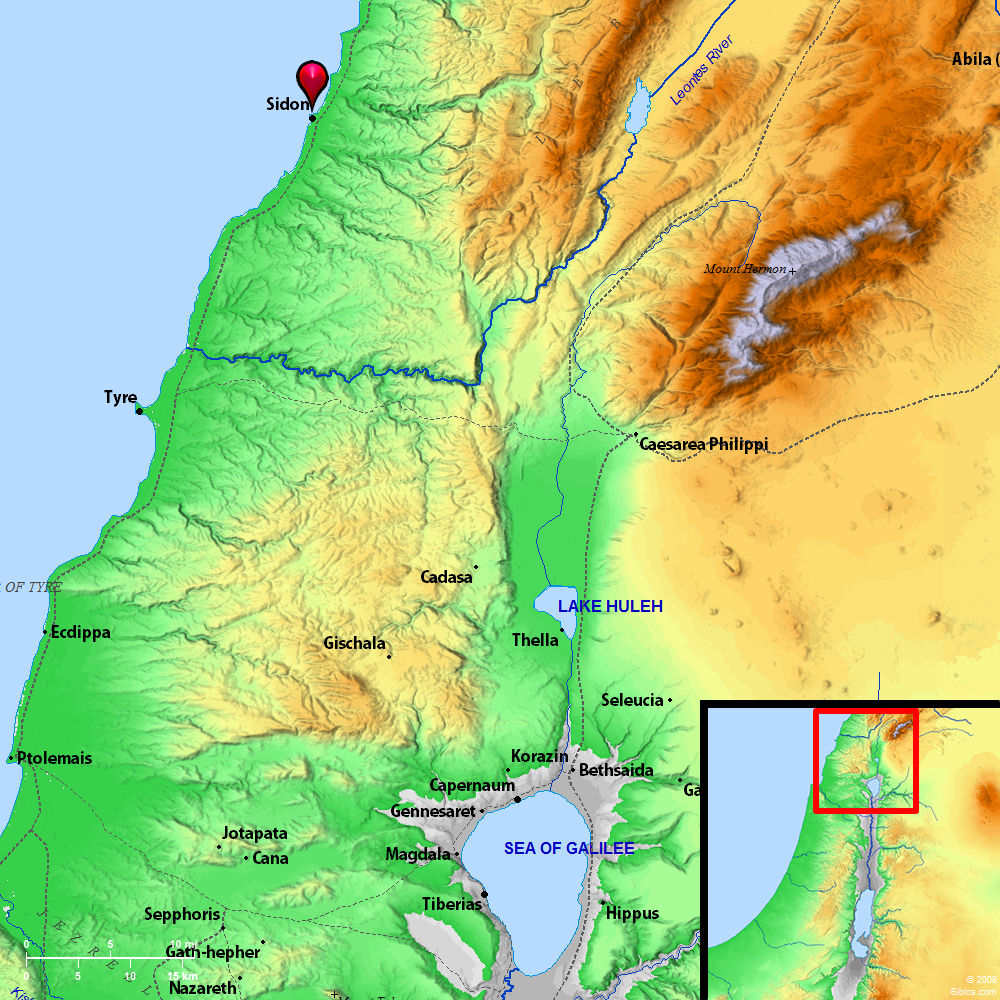 Abila (
Leontes River
Sidon
Mount Hermon
Tyre
Caesarea Philippi
Cadasa
OF TYRE
LAKE HULEH
Ecdippa
Thella
Gischala
Seleucia
Ptolemais
Korazin
Bethsaida
Capernaum
Ga
Gennesaret
Jotapata
SEA OF GALILEE
Magdala
Cana
Tiberias
Sepphoris
Hippus
0 5 10 mi
Gath-hepher
0 5 10 15 km
Nazareth
© 2008
Biblos.com